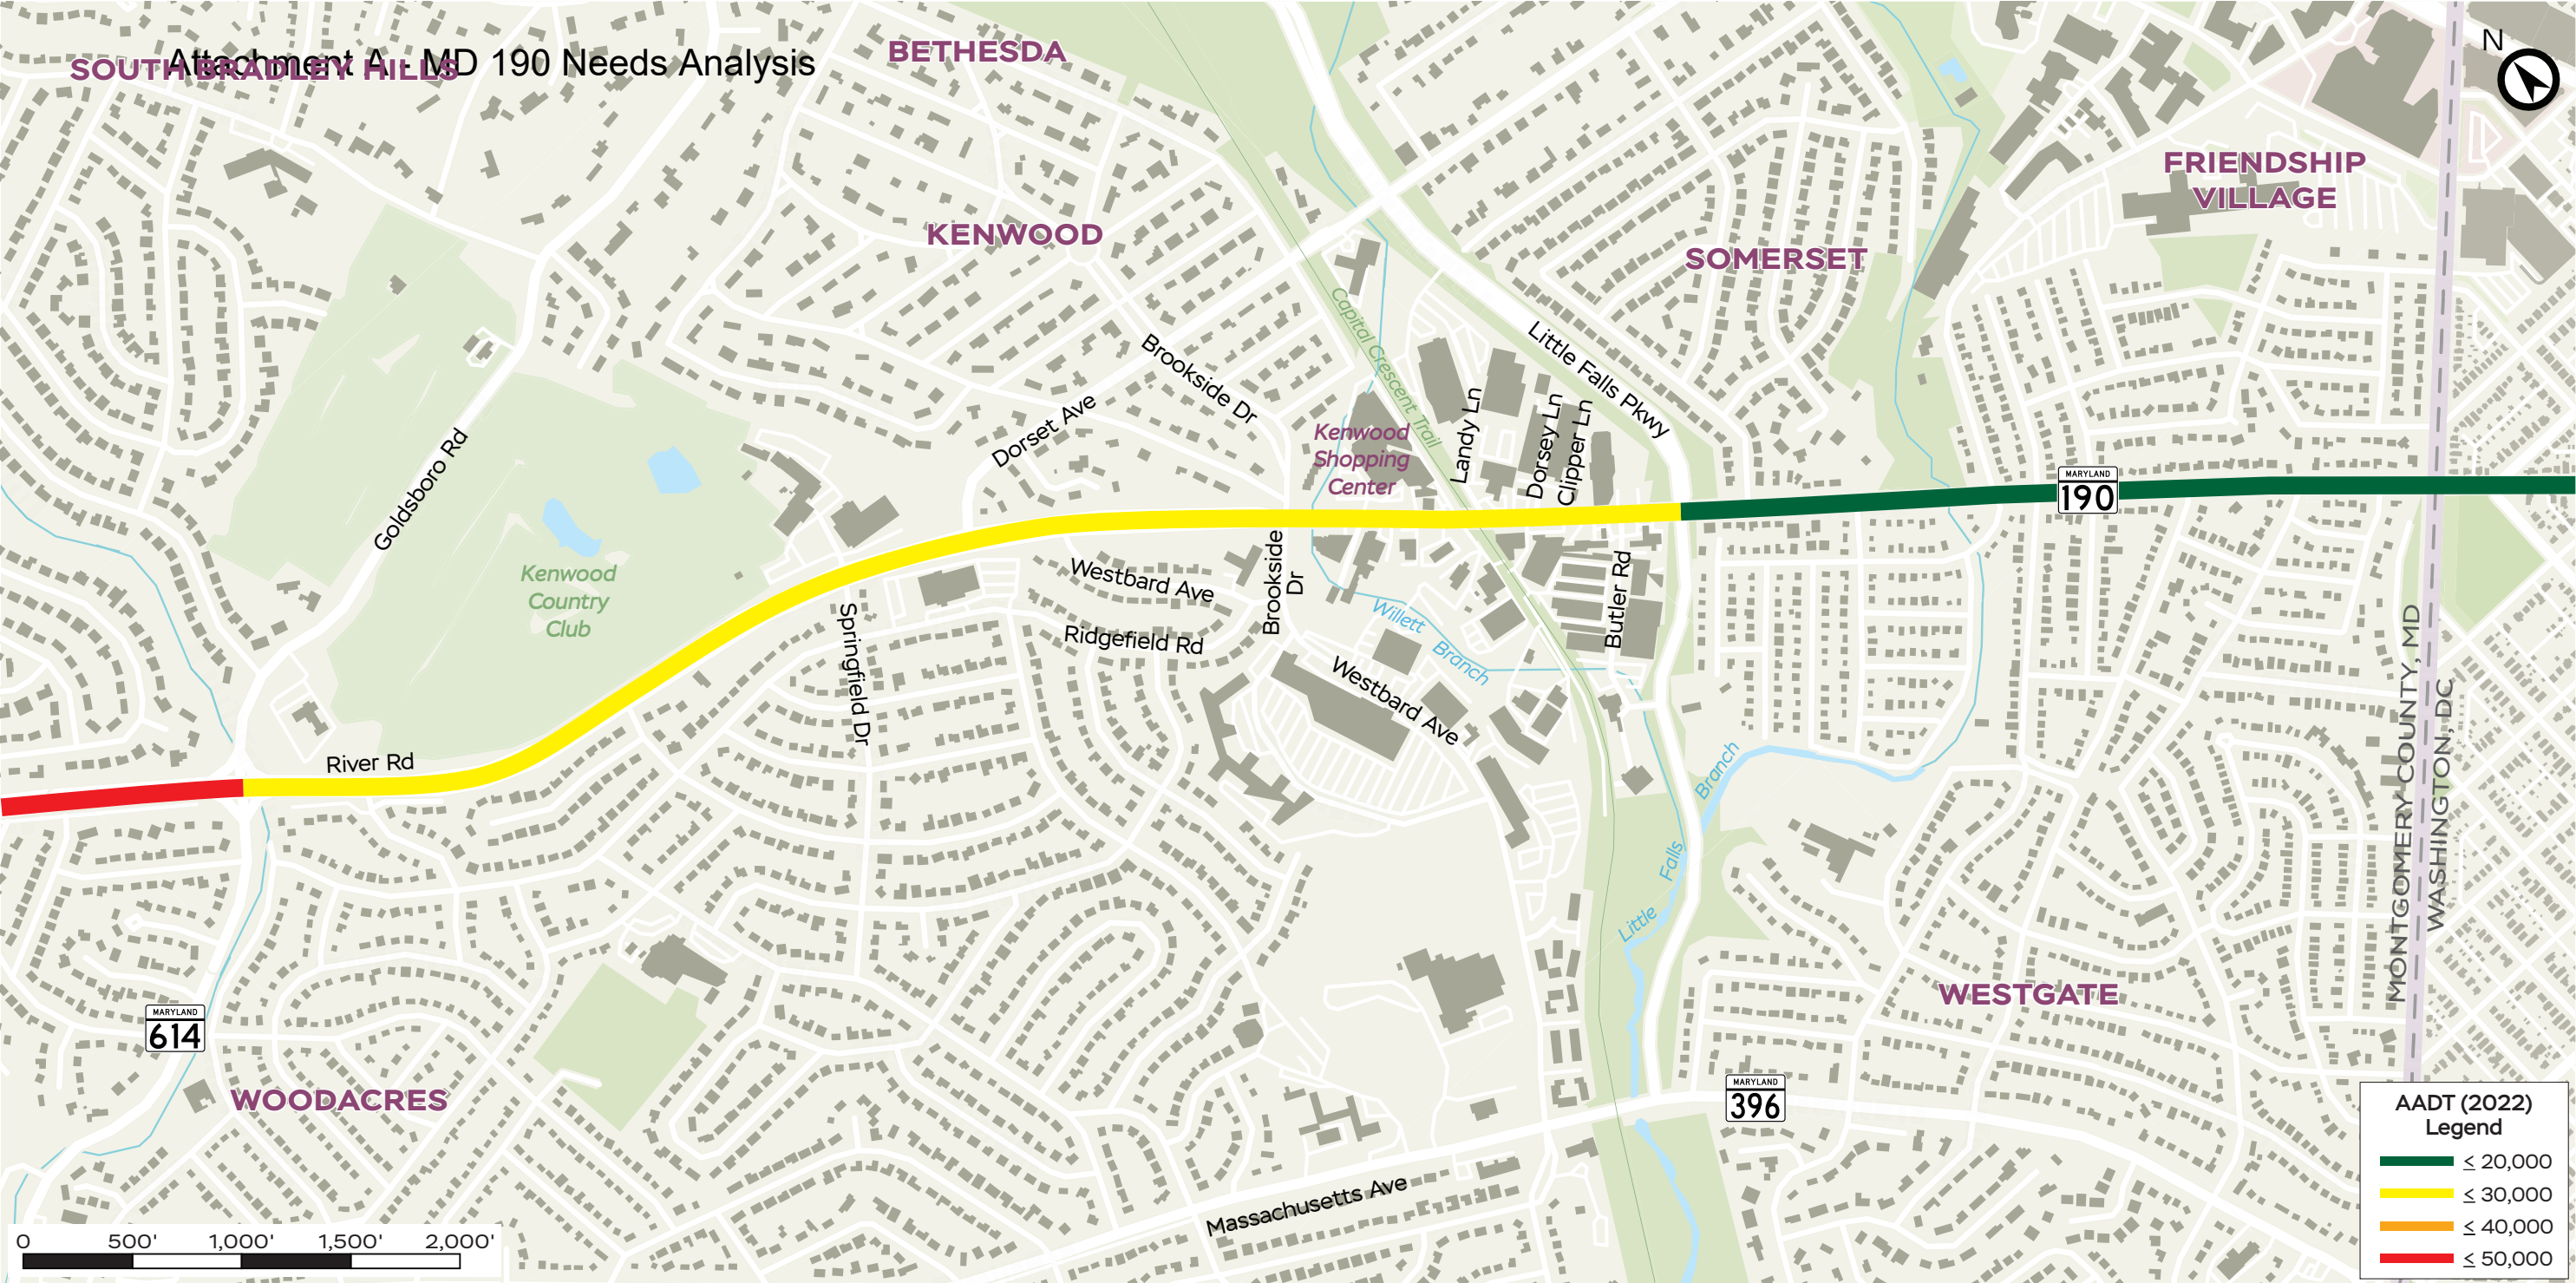 Attachment A - MD 190 Needs Analysis
SOUTH BRADLEY HILLS
BETHESDA
N
KENWOOD
SOMERSET
FRIENDSHIP
VILLAGE
Capital Crescent Trail
Little Falls Pkwy
Brookside Dr
Dorset Ave
Goldsboro Rd
Kenwood
Shopping
Center
Landy Ln
Dorsey Ln
Clipper Ln
MARYLAND
190
Kenwood
Country
Club
Springfield Dr
Westbard Ave
Ridgefield Rd
Brookside
Dr
Willett
Branch
Butler Rd
Westbard Ave
River Rd
Little
Falls
Branch
MONTGOMERY COUNTY, MD
WASHINGTON, DC
MARYLAND
614
WOODACRES
WESTGATE
MARYLAND
396
Massachusetts Ave
0 500' 1,000' 1,500' 2,000'
AADT (2022)
Legend
≤ 20,000
≤ 30,000
≤ 40,000
≤ 50,000